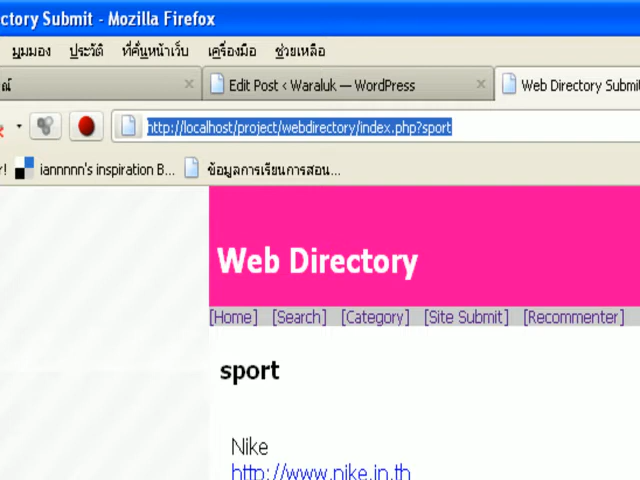 ctory Submit - Mozilla Firefox
มุมมอง ประวัติ ที่คั่นหน้าเว็บ เครื่องมือ ช่วยเหลือ
Edit Post ‹ Waraluk — WordPress Web Directory Submit
http://localhost/project/webdirectory/index.php?sport
r! iannnnn's inspiration B... ข้อมูลการเรียนการสอน...
Web Directory
[Home] [Search] [Category] [Site Submit] [Recommenter]
sport
Nike
http://www.nike.in.th